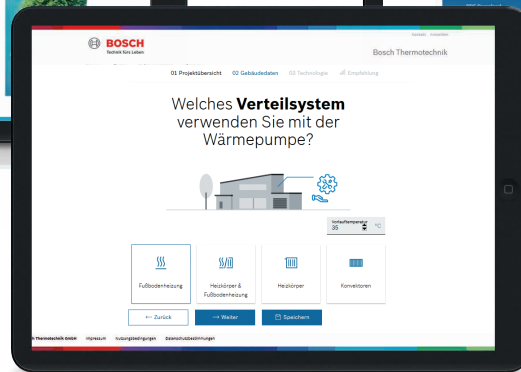 BOSCH
Technik fürs Leben
Bosch Thermotechnik
01 Projektübersicht 02 Gebäudedaten 03 Technologie Empfehlung
Welches Verteilsystem
verwenden Sie mit der
Wärmepumpe?
Vorlauftemperatur
35 °C
Fußbodenheizung
Heizkörper &
Fußbodenheizung
Heizkörper
Konvektoren
← Zurück
→ Weiter
Speichern
Thermotechnik GmbH Impressum Nutzungsbedingungen Datenschutzbestimmungen